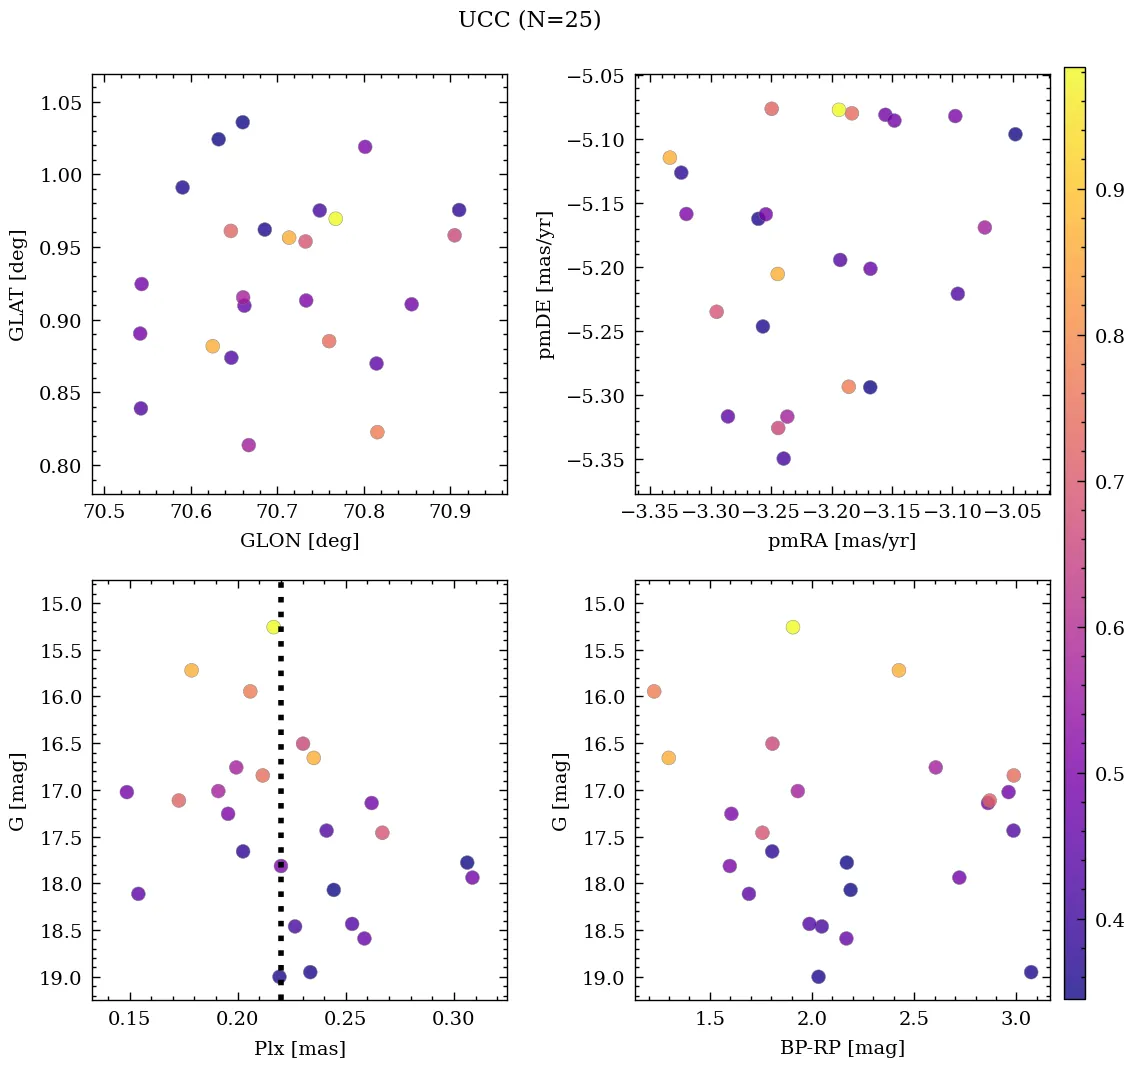 UCC (N=25)
1.05
1.00
0.95
0.90
0.85
0.80
GLAT [deg]
70.5 70.6 70.7 70.8 70.9
GLON [deg]
−5.05
−5.10
−5.15
−5.20
−5.25
−5.30
−5.35
pmDE [mas/yr]
−3.35 −3.30 −3.25 −3.20 −3.15 −3.10 −3.05
pmRA [mas/yr]
15.0
15.5
16.0
16.5
17.0
17.5
18.0
18.5
19.0
G [mag]
0.15 0.20 0.25 0.30
Plx [mas]
15.0
15.5
16.0
16.5
17.0
17.5
18.0
18.5
19.0
G [mag]
1.5 2.0 2.5 3.0
BP-RP [mag]
0.9
0.8
0.7
0.6
0.5
0.4